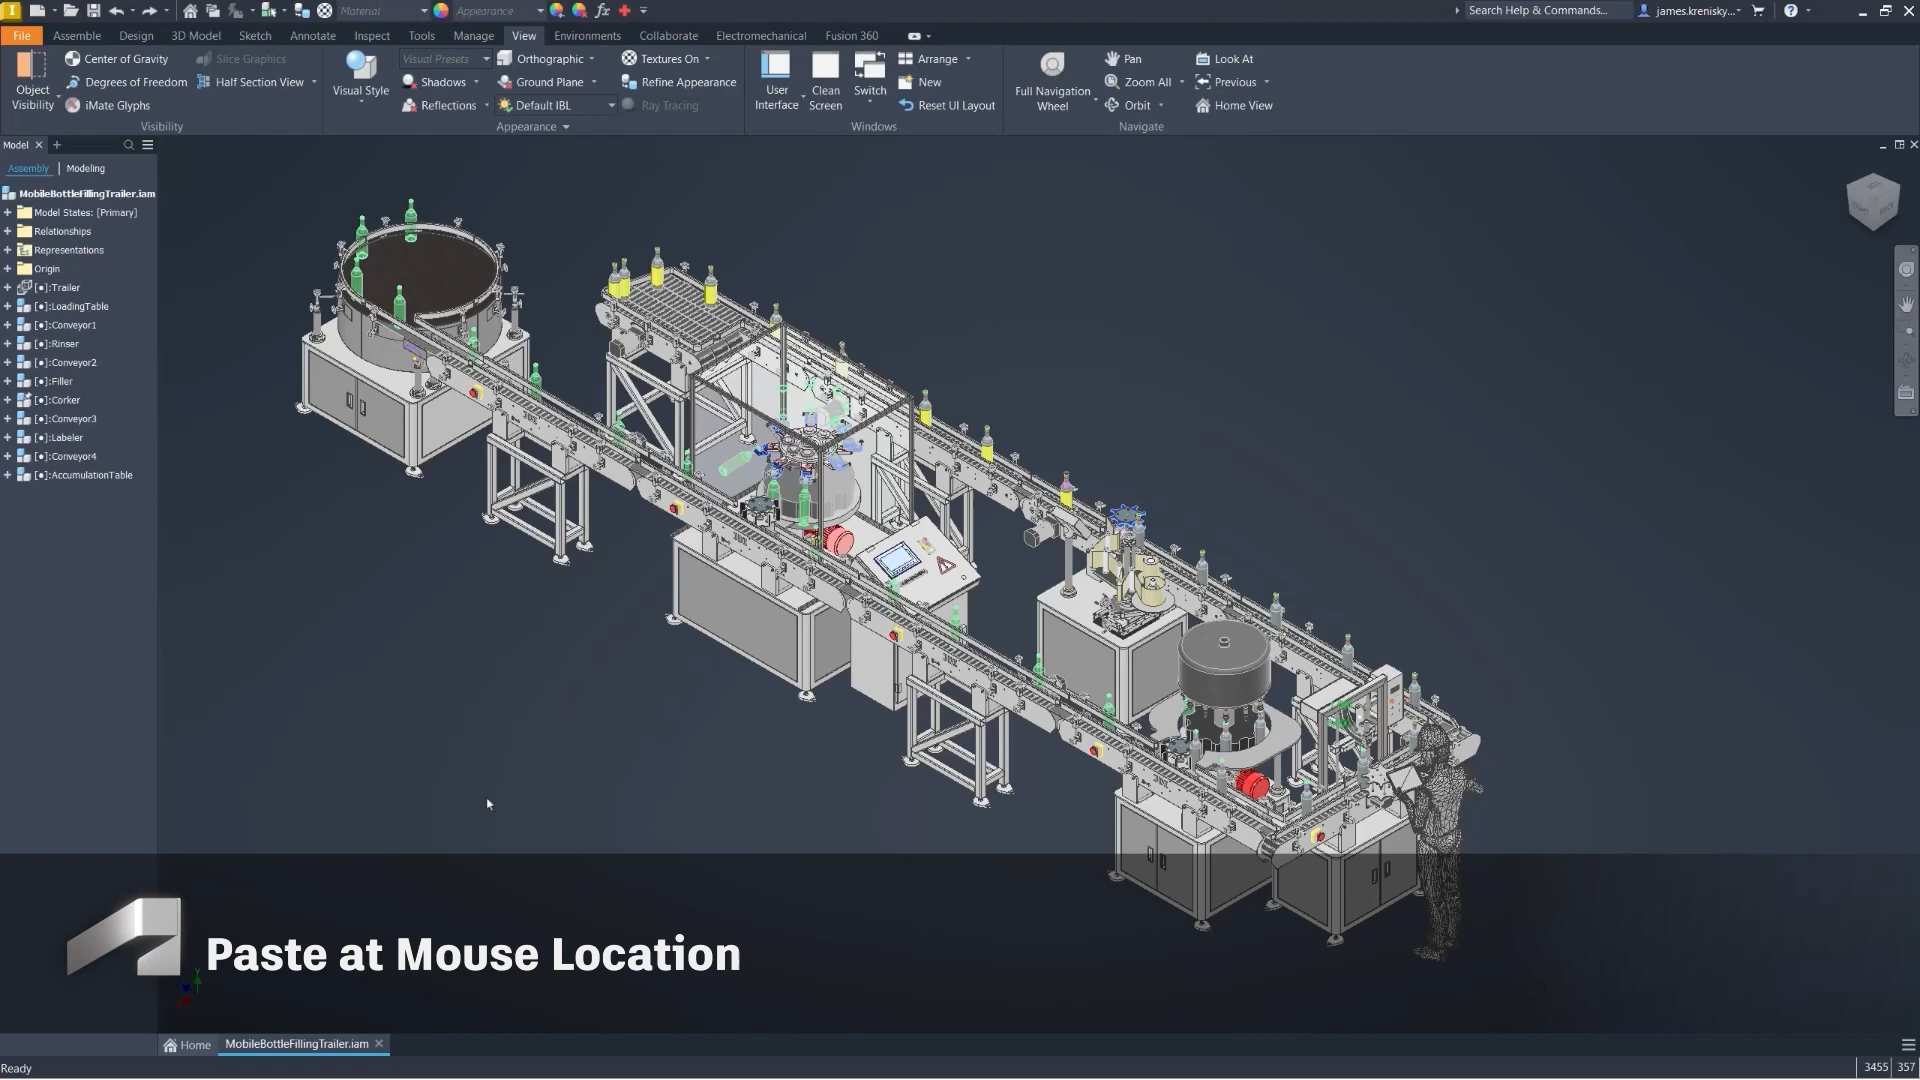 Material
Appearance
Search Help & Commands...
james.krenisky...
File
Assemble
Design
3D Model
Sketch
Annotate
Inspect
Tools
Manage
View
Environments
Collaborate
Electromechanical
Fusion 360
Object
Visibility
Center of Gravity
Degrees of Freedom
iMate Glyphs
Slice Graphics
Half Section View
Visibility
Visual Style
Visual Presets
Shadows
Reflections
Orthographic
Ground Plane
Default IBL
Textures On
Refine Appearance
Ray Tracing
Appearance
User
Interface
Clean
Screen
Switch
Arrange
New
Reset UI Layout
Windows
Full Navigation
Wheel
Pan
Zoom All
Orbit
Look At
Previous
Home View
Navigate
Model
Assembly
Modeling
MobileBottleFillingTrailer.iam
Model States: [Primary]
Relationships
Representations
Origin
[•]:Trailer
[•]:LoadingTable
[•]:Conveyor1
[•]:Rinser
[•]:Conveyor2
[•]:Filler
[•]:Corker
[•]:Conveyor3
[•]:Labeler
[•]:Conveyor4
[•]:AccumulationTable
Paste at Mouse Location
Home
MobileBottleFillingTrailer.iam
Ready
3455
357